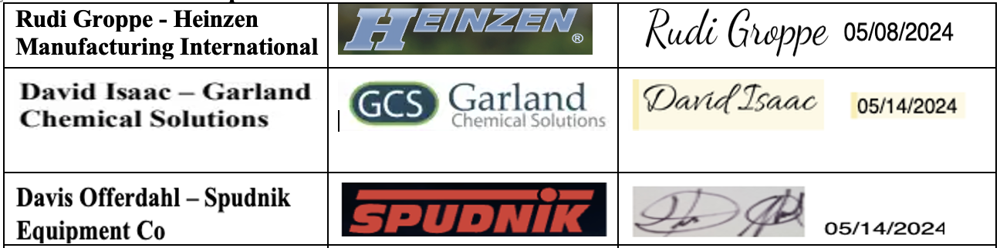 Rudi Groppe - Heinzen
Manufacturing International
HEINZEN®
Rudi Groppe 05/08/2024
David Isaac – Garland
Chemical Solutions
GCS Garland
Chemical Solutions
David Isaac 05/14/2024
Davis Offerdahl – Spudnik
Equipment Co
SPUDNIK
05/14/2024